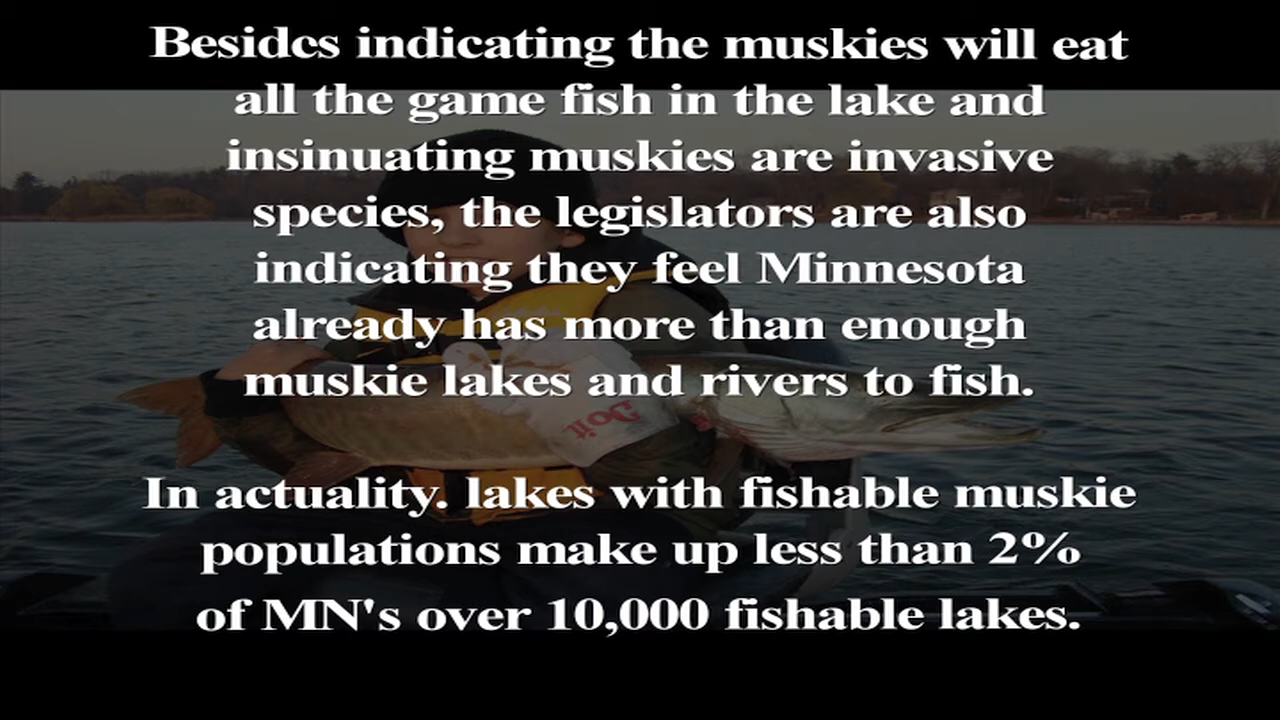 Besides indicating the muskies will eat
all the game fish in the lake and
insinuating muskies are invasive
species, the legislators are also
indicating they feel Minnesota
already has more than enough
muskie lakes and rivers to fish.
In actuality. lakes with fishable muskie
populations make up less than 2%
of MN's over 10,000 fishable lakes.
Doit